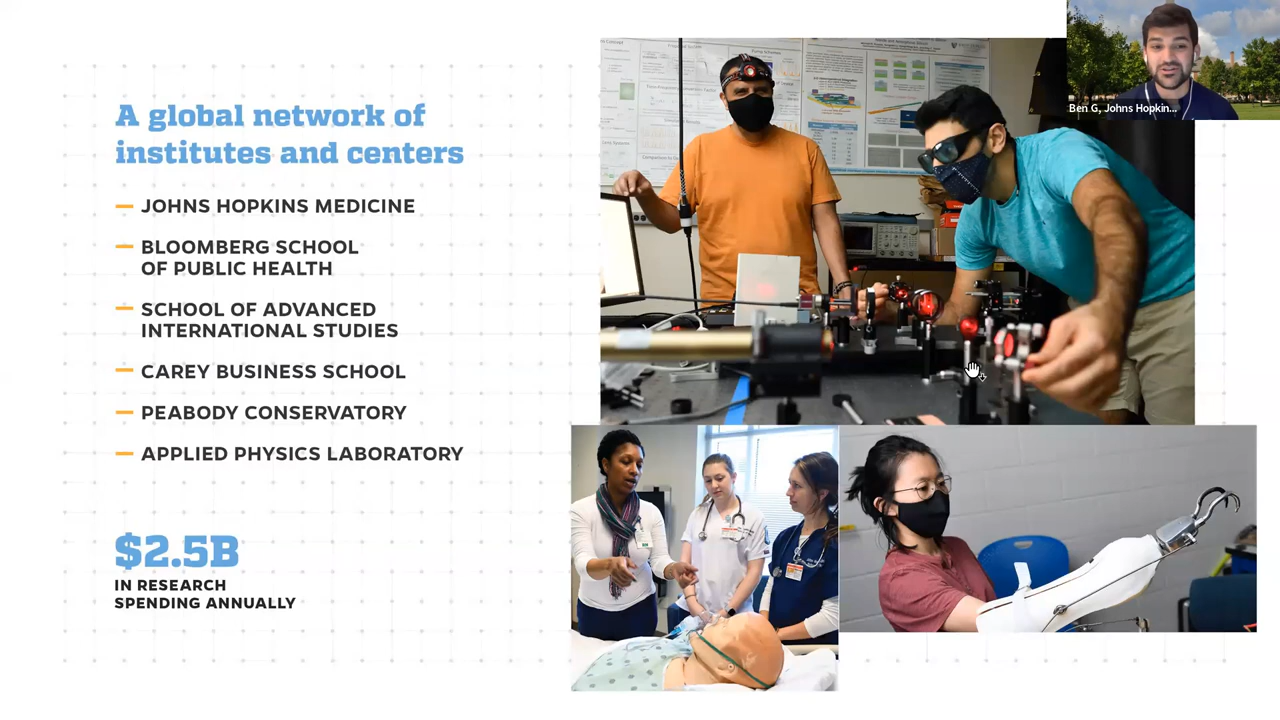 A global network of
institutes and centers
JOHNS HOPKINS MEDICINE
BLOOMBERG SCHOOL
OF PUBLIC HEALTH
SCHOOL OF ADVANCED
INTERNATIONAL STUDIES
CAREY BUSINESS SCHOOL
PEABODY CONSERVATORY
APPLIED PHYSICS LABORATORY
$2.5B
IN RESEARCH
SPENDING ANNUALLY
Ben G, Johns Hopkin...